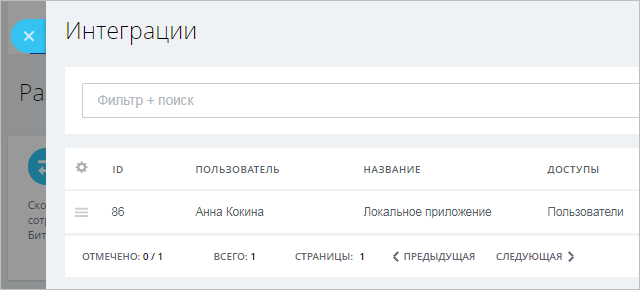 Интеграции
Ра
Фильтр + поиск
ID ПОЛЬЗОВАТЕЛЬ НАЗВАНИЕ ДОСТУПЫ
86 Анна Кокина Локальное приложение Пользователи
Ско
сотр
Бит
ОТМЕЧЕНО: 0 / 1 ВСЕГО: 1 СТРАНИЦЫ: 1 ПРЕДЫДУЩАЯ СЛЕДУЮЩАЯ